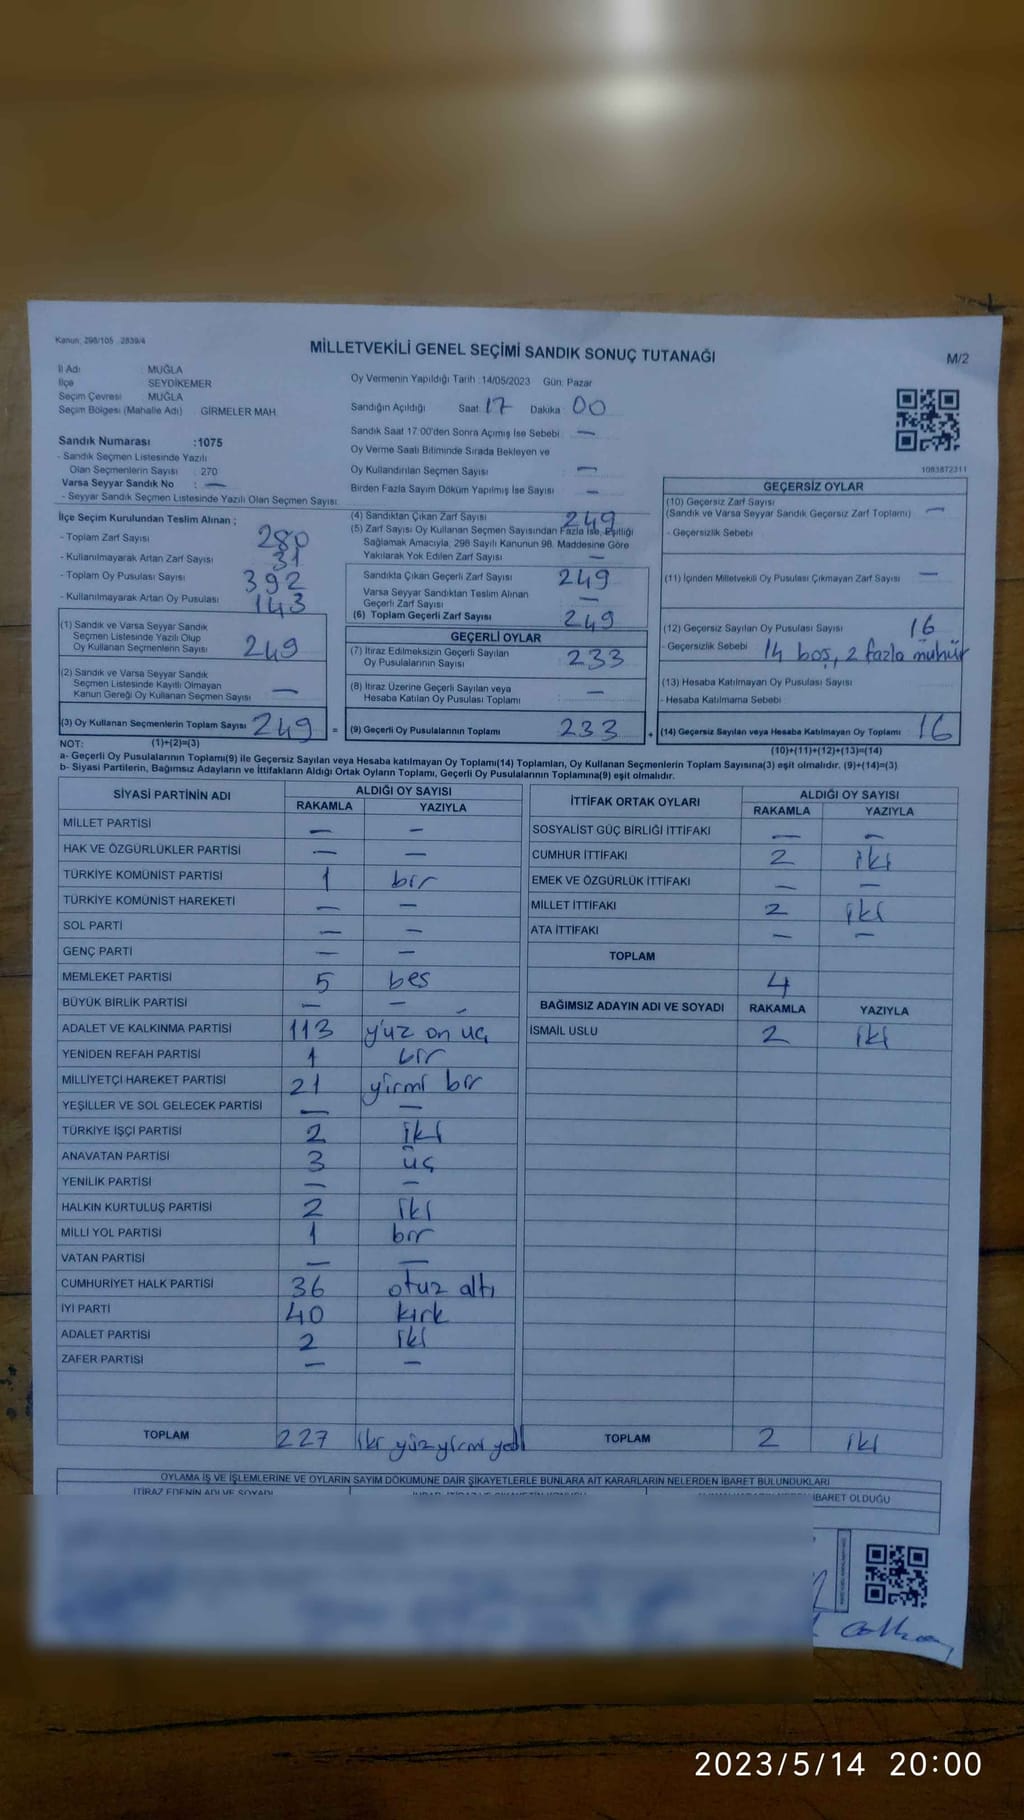 Kanun: 298/105 2839/4
MİLLETVEKİLİ GENEL SEÇİMİ SANDIK SONUÇ TUTANAĞI
M/2
İl Adı : MUĞLA
İlçe SEYDİKEMER
Seçim Çevresi : MUĞLA
Seçim Bölgesi (Mahalle Adı) GİRMELER MAH.
Oy Vermenin Yapıldığı Tarih :14/05/2023 Gün: Pazar
Sandığın Açıldığı Saat: 17 Dakika: 00
Sandık Saat 17:00'den Sonra Açımış İse Sebebi : —
Oy Verme Saati Bitiminde Sırada Bekleyen ve
Oy Kullandırılan Seçmen Sayısı —
Birden Fazla Sayım Döküm Yapılmış İse Sayısı —
1083872311
Sandık Numarası :1075
- Sandık Seçmen Listesinde Yazılı
Olan Seçmenlerin Sayısı : 270
Varsa Seyyar Sandık No : —
- Seyyar Sandık Seçmen Listesinde Yazılı Olan Seçmen Sayısı:
İlçe Seçim Kurulundan Teslim Alınan ;
- Toplam Zarf Sayısı 280
- Kullanılmayarak Artan Zarf Sayısı 31
- Toplam Oy Pusulası Sayısı 392
- Kullanılmayarak Artan Oy Pusulası 143
(1) Sandık ve Varsa Seyyar Sandık
Seçmen Listesinde Yazılı Olup
Oy Kullanan Seçmenlerin Sayısı 249
(2) Sandık ve Varsa Seyyar Sandık
Seçmen Listesinde Kayıtlı Olmayan
Kanun Gereği Oy Kullanan Seçmen Sayısı —
(3) Oy Kullanan Seçmenlerin Toplam Sayısı 249 =
(1)+(2)=(3)
(4) Sandıktan Çıkan Zarf Sayısı 249
(5) Zarf Sayısı Oy Kullanan Seçmen Sayısından Fazla İse, Eşitliği
Sağlamak Amacıyla, 298 Sayılı Kanunun 98. Maddesine Göre
Yakılarak Yok Edilen Zarf Sayısı —
Sandıkta Çıkan Geçerli Zarf Sayısı 249
Varsa Seyyar Sandıktan Teslim Alınan
Geçerli Zarf Sayısı —
(6) Toplam Geçerli Zarf Sayısı 249
GEÇERLİ OYLAR
(7) İtiraz Edilmeksizin Geçerli Sayılan
Oy Pusulalarının Sayısı 233
(8) İtiraz Üzerine Geçerli Sayılan veya
Hesaba Katılan Oy Pusulası Toplamı —
(9) Geçerli Oy Pusulalarının Toplamı 233 +
GEÇERSİZ OYLAR
(10) Geçersiz Zarf Sayısı
(Sandık ve Varsa Seyyar Sandık Geçersiz Zarf Toplamı) —
- Geçersizlik Sebebi
(11) İçinden Milletvekili Oy Pusulası Çıkmayan Zarf Sayısı —
(12) Geçersiz Sayılan Oy Pusulası Sayısı 16
- Geçersizlik Sebebi 14 boş, 2 fazla mühür
(13) Hesaba Katılmayan Oy Pusulası Sayısı
- Hesaba Katılmama Sebebi
(14) Geçersiz Sayılan veya Hesaba Katılmayan Oy Toplamı 16
(10)+(11)+(12)+(13)=(14)
NOT:
a- Geçerli Oy Pusulalarının Toplamı(9) ile Geçersiz Sayılan veya Hesaba katılmayan Oy Toplamı(14) Toplamları, Oy Kullanan Seçmenlerin Toplam Sayısına(3) eşit olmalıdır. (9)+(14)=(3)
b- Siyasi Partilerin, Bağımsız Adayların ve İttifakların Aldığı Ortak Oyların Toplamı, Geçerli Oy Pusulalarının Toplamına(9) eşit olmalıdır.
SİYASİ PARTİNİN ADI ALDIĞI OY SAYISI
RAKAMLA YAZIYLA
MİLLET PARTİSİ — —
HAK VE ÖZGÜRLÜKLER PARTİSİ — —
TÜRKİYE KOMÜNİST PARTİSİ 1 bir
TÜRKİYE KOMÜNİST HAREKETİ — —
SOL PARTİ — —
GENÇ PARTİ — —
MEMLEKET PARTİSİ 5 beş
BÜYÜK BİRLİK PARTİSİ — —
ADALET VE KALKINMA PARTİSİ 113 yüz on üç
YENİDEN REFAH PARTİSİ 1 bir
MİLLİYETÇİ HAREKET PARTİSİ 21 yirmi bir
YEŞİLLER VE SOL GELECEK PARTİSİ — —
TÜRKİYE İŞÇİ PARTİSİ 2 iki
ANAVATAN PARTİSİ 3 üç
YENİLİK PARTİSİ — —
HALKIN KURTULUŞ PARTİSİ 2 iki
MİLLİ YOL PARTİSİ 1 bir
VATAN PARTİSİ — —
CUMHURİYET HALK PARTİSİ 36 otuz altı
İYİ PARTİ 40 kırk
ADALET PARTİSİ 2 iki
ZAFER PARTİSİ — —
TOPLAM 227 iki yüz yirmi yedi
İTTİFAK ORTAK OYLARI ALDIĞI OY SAYISI
RAKAMLA YAZIYLA
SOSYALİST GÜÇ BİRLİĞİ İTTİFAKI — —
CUMHUR İTTİFAKI 2 iki
EMEK VE ÖZGÜRLÜK İTTİFAKI — —
MİLLET İTTİFAKI 2 iki
ATA İTTİFAKI — —
TOPLAM 4
BAĞIMSIZ ADAYIN ADI VE SOYADI RAKAMLA YAZIYLA
İSMAİL USLU 2 iki
TOPLAM 2 iki
OYLAMA İŞ VE İŞLEMLERİNE VE OYLARIN SAYIM DÖKÜMÜNE DAİR ŞİKAYETLERLE BUNLARA AİT KARARLARIN NELERDEN İBARET BULUNDUKLARI
İTİRAZ EDENİN ADI VE SOYADI
İBARET OLDUĞU
2023/5/14 20:00